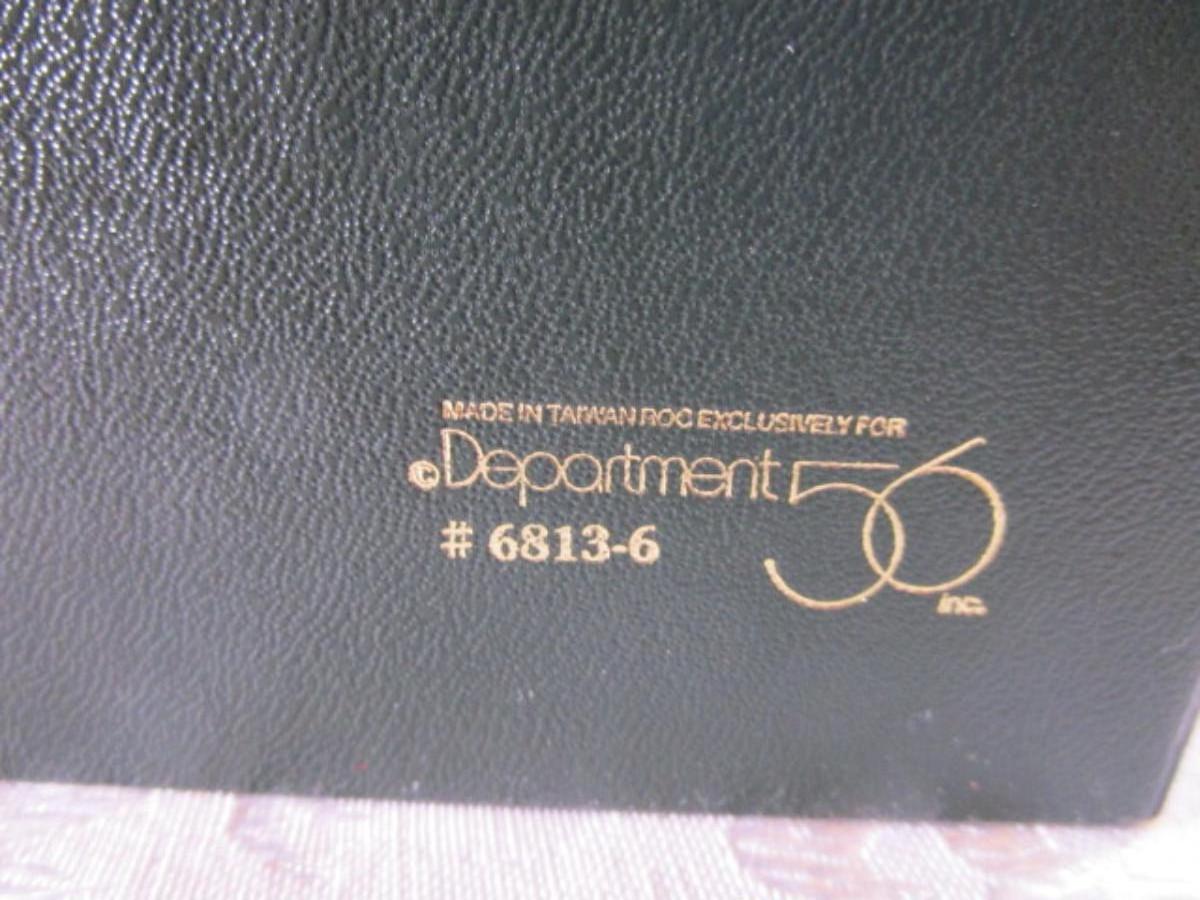 MADE IN TAIWAN ROC EXCLUSIVELY FOR
©Department 56
# 6813-6
inc.